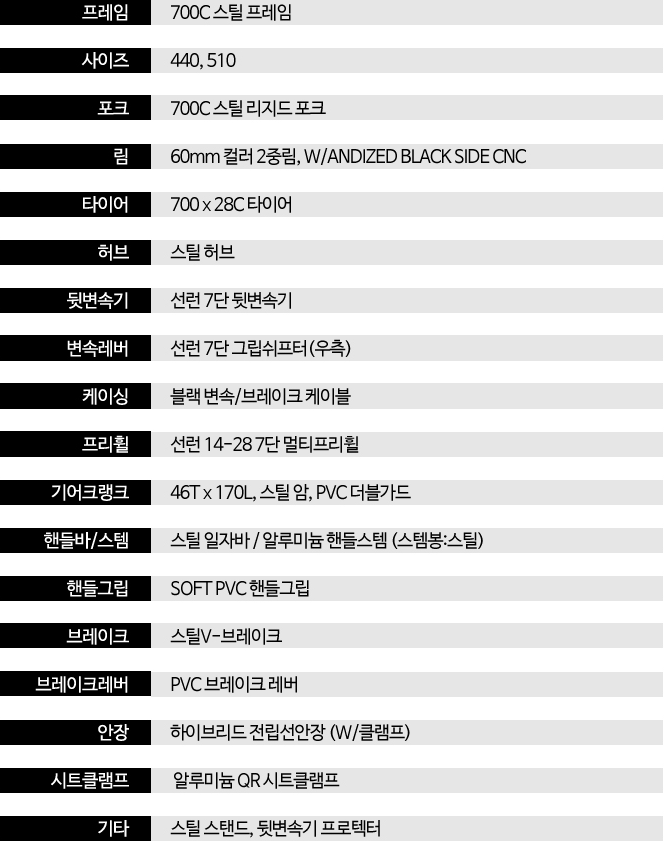 프레임 700C 스틸 프레임
사이즈 440, 510
포크 700C 스틸 리지드 포크
림 60mm 컬러 2중림, W/ANDIZED BLACK SIDE CNC
타이어 700 x 28C 타이어
허브 스틸 허브
뒷변속기 선런 7단 뒷변속기
변속레버 선런 7단 그립쉬프터(우측)
케이싱 블랙 변속/브레이크 케이블
프리휠 선런 14-28 7단 멀티프리휠
기어크랭크 46T x 170L, 스틸 암, PVC 더블가드
핸들바/스템 스틸 일자바 / 알루미늄 핸들스템 (스템봉:스틸)
핸들그립 SOFT PVC 핸들그립
브레이크 스틸V-브레이크
브레이크레버 PVC 브레이크 레버
안장 하이브리드 전립선안장 (W/클램프)
시트클램프 알루미늄 QR 시트클램프
기타 스틸 스탠드, 뒷변속기 프로텍터